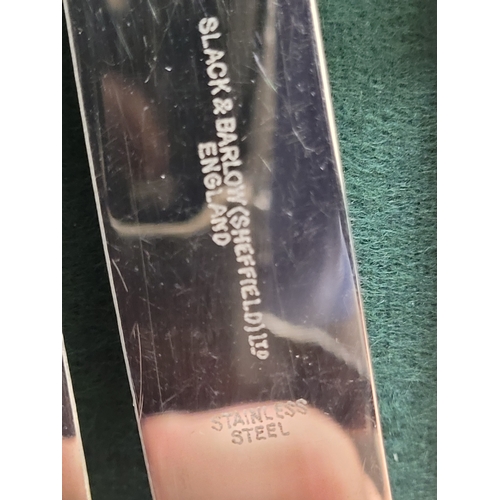 SLACK & BARLOW (SHEFFIELD) LTD
ENGLAND
STAINLESS
STEEL